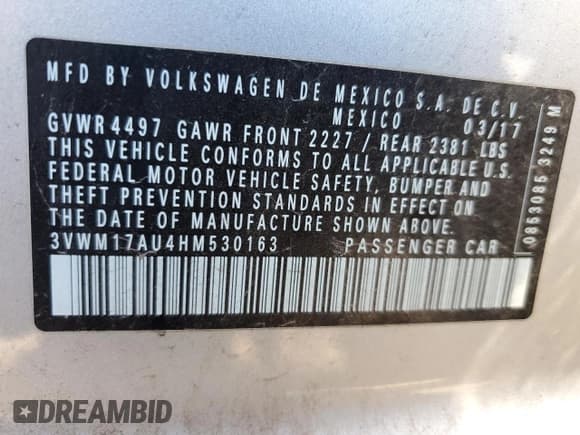 MFD BY VOLKSWAGEN DE MEXICO S.A. DE C.V.
MEXICO 03/17
GVWR 4497 GAWR FRONT 2227 / REAR 2381 LBS
THIS VEHICLE CONFORMS TO ALL APPLICABLE U.S.
FEDERAL MOTOR VEHICLE SAFETY, BUMPER AND
THEFT PREVENTION STANDARDS IN EFFECT ON
THE DATE OF MANUFACTURE SHOWN ABOVE.
3VWM17AU4HM530163 PASSENGER CAR
0853085 3249 M
DREAMBID